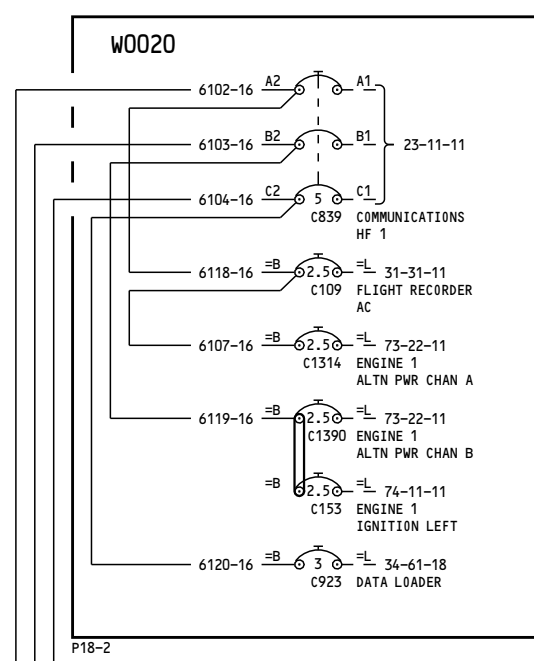 W0020
6102-16 A2 A1
6103-16 B2 B1 23-11-11
6104-16 C2 5 C1
C839 COMMUNICATIONS
HF 1
6118-16 =B 2.5 =L 31-31-11
C109 FLIGHT RECORDER
AC
6107-16 =B 2.5 =L 73-22-11
C1314 ENGINE 1
ALTN PWR CHAN A
6119-16 =B 2.5 =L 73-22-11
C1390 ENGINE 1
ALTN PWR CHAN B
=B 2.5 =L 74-11-11
C153 ENGINE 1
IGNITION LEFT
6120-16 =B 3 =L 34-61-18
C923 DATA LOADER
P18-2